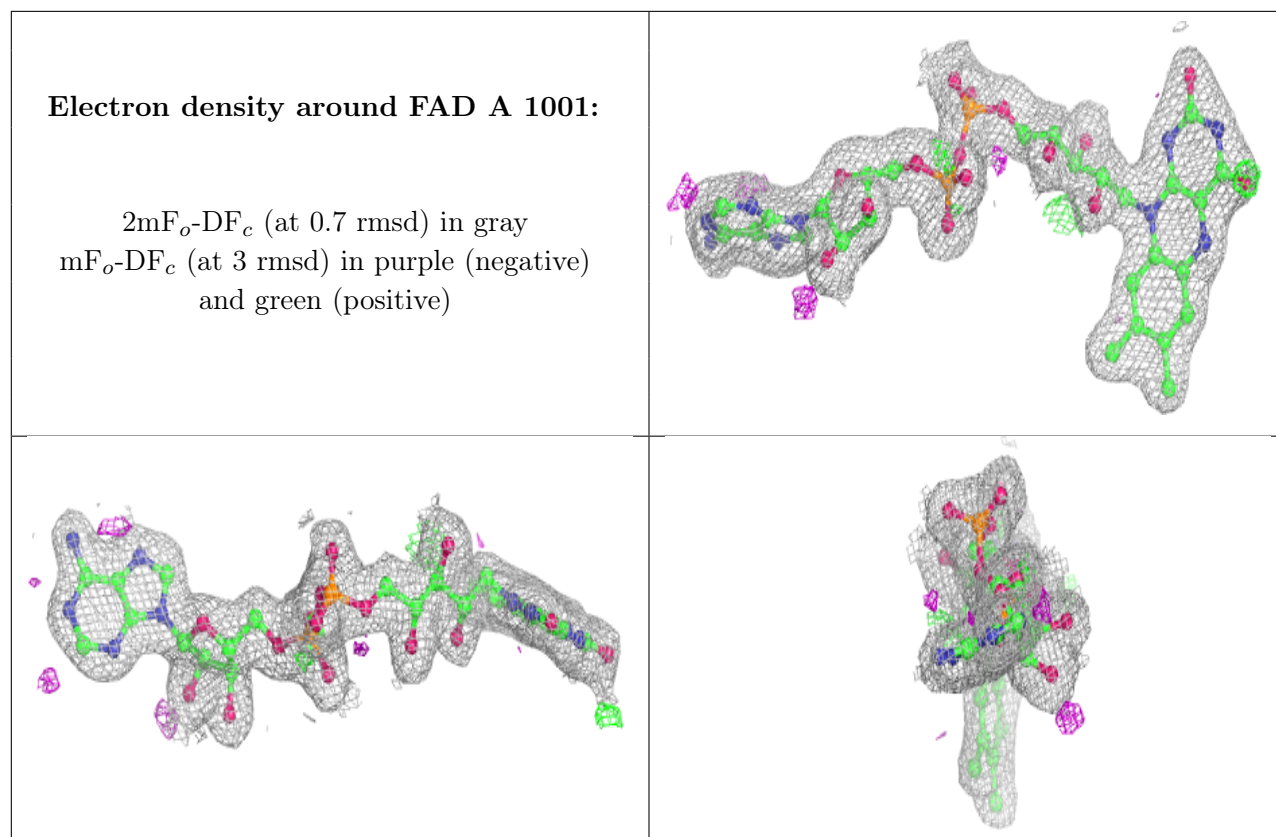 Electron density around FAD A 1001:
2mFₒ-DF𝑐 (at 0.7 rmsd) in gray
mFₒ-DF𝑐 (at 3 rmsd) in purple (negative)
and green (positive)